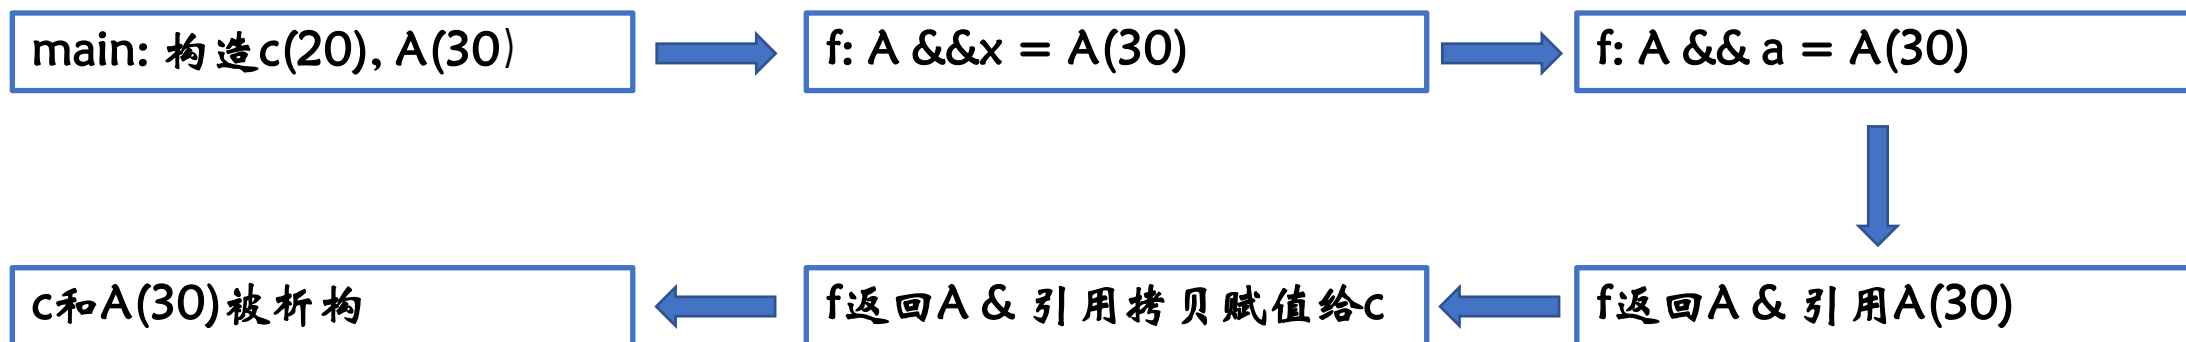 main: 构造c(20), A(30)
f: A &&x = A(30)
f: A && a = A(30)
f返回A & 引用A(30)
f返回A & 引用拷贝赋值给c
c和A(30)被析构